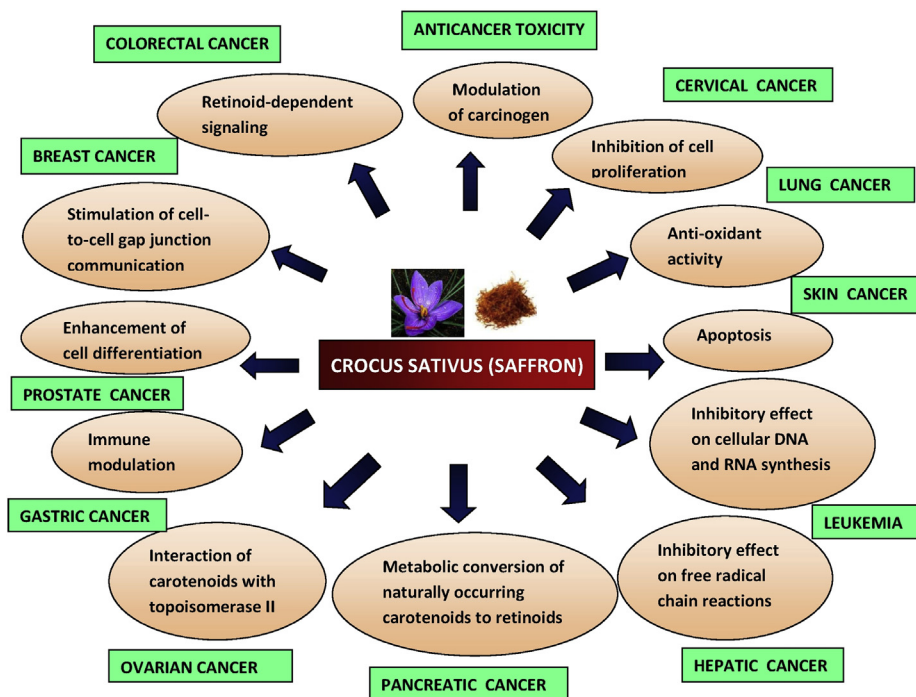 COLORECTAL CANCER
ANTICANCER TOXICITY
CERVICAL CANCER
Retinoid-dependent
signaling
Modulation
of carcinogen
Inhibition of cell
proliferation
BREAST CANCER
LUNG CANCER
Stimulation of cell-
to-cell gap junction
communication
Anti-oxidant
activity
SKIN CANCER
Enhancement of
cell differentiation
CROCUS SATIVUS (SAFFRON)
Apoptosis
PROSTATE CANCER
Immune
modulation
Inhibitory effect
on cellular DNA
and RNA synthesis
GASTRIC CANCER
LEUKEMIA
Interaction of
carotenoids with
topoisomerase II
Metabolic conversion of
naturally occurring
carotenoids to retinoids
Inhibitory effect
on free radical
chain reactions
OVARIAN CANCER
PANCREATIC CANCER
HEPATIC CANCER